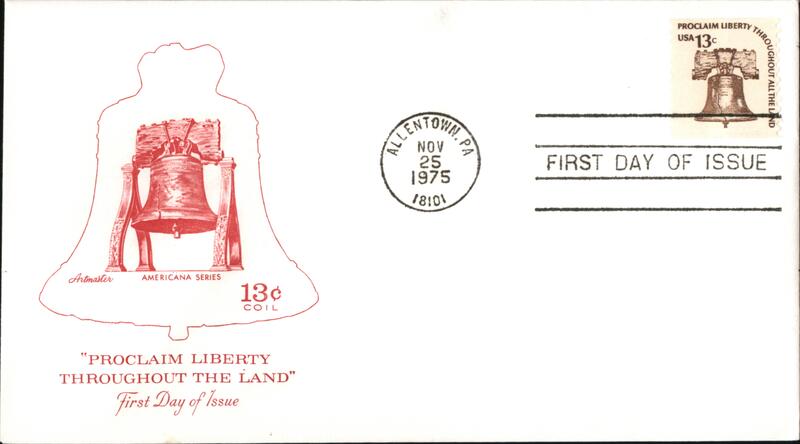 PROCLAIM LIBERTY THROUGHOUT ALL THE LAND
USA 13c
ALLENTOWN, PA
NOV
25
1975
18101
FIRST DAY OF ISSUE
Artmaster
AMERICANA SERIES
13¢
COIL
"PROCLAIM LIBERTY
THROUGHOUT THE LAND"
First Day of Issue